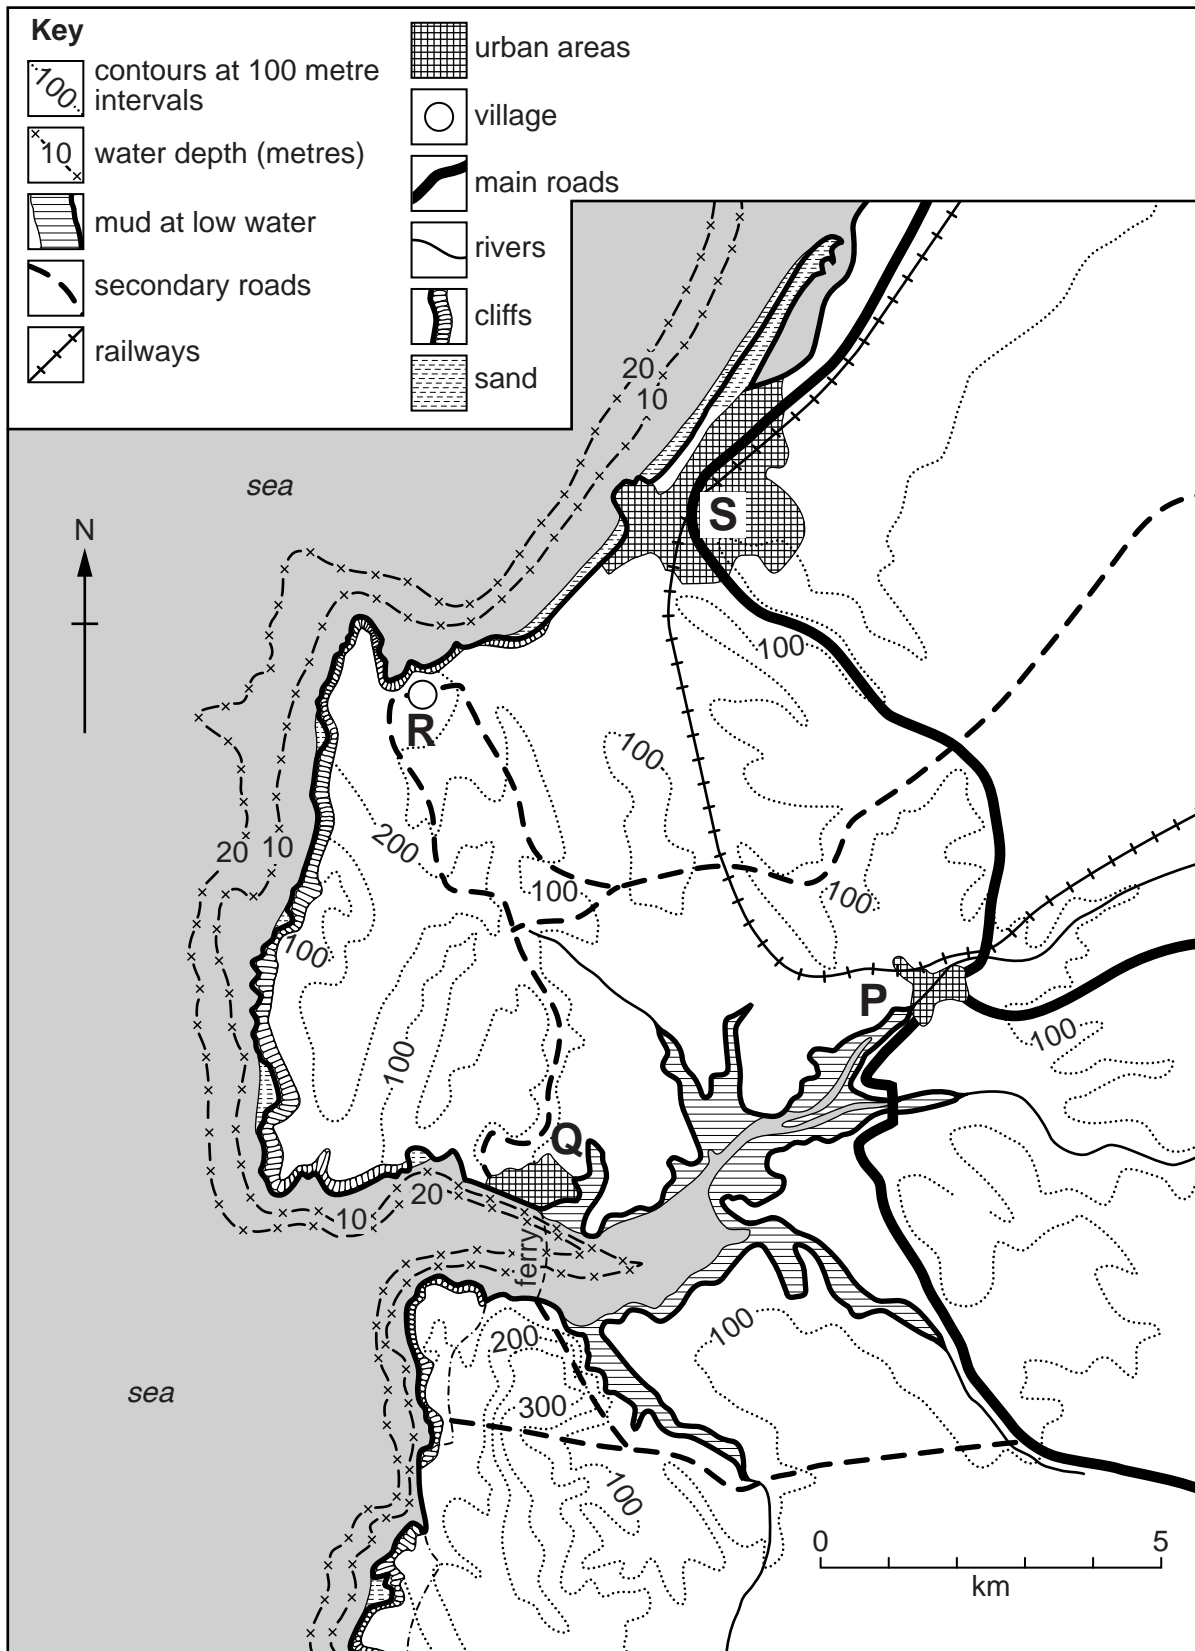 Key
100
contours at 100 metre
intervals
10
water depth (metres)
mud at low water
secondary roads
railways
urban areas
village
main roads
rivers
cliffs
sand
20
10
sea
N
S
100
R
100
200
20
10
100
100
100
P
100
100
Q
20
10
ferry
200
100
300
sea
100
0
5
km